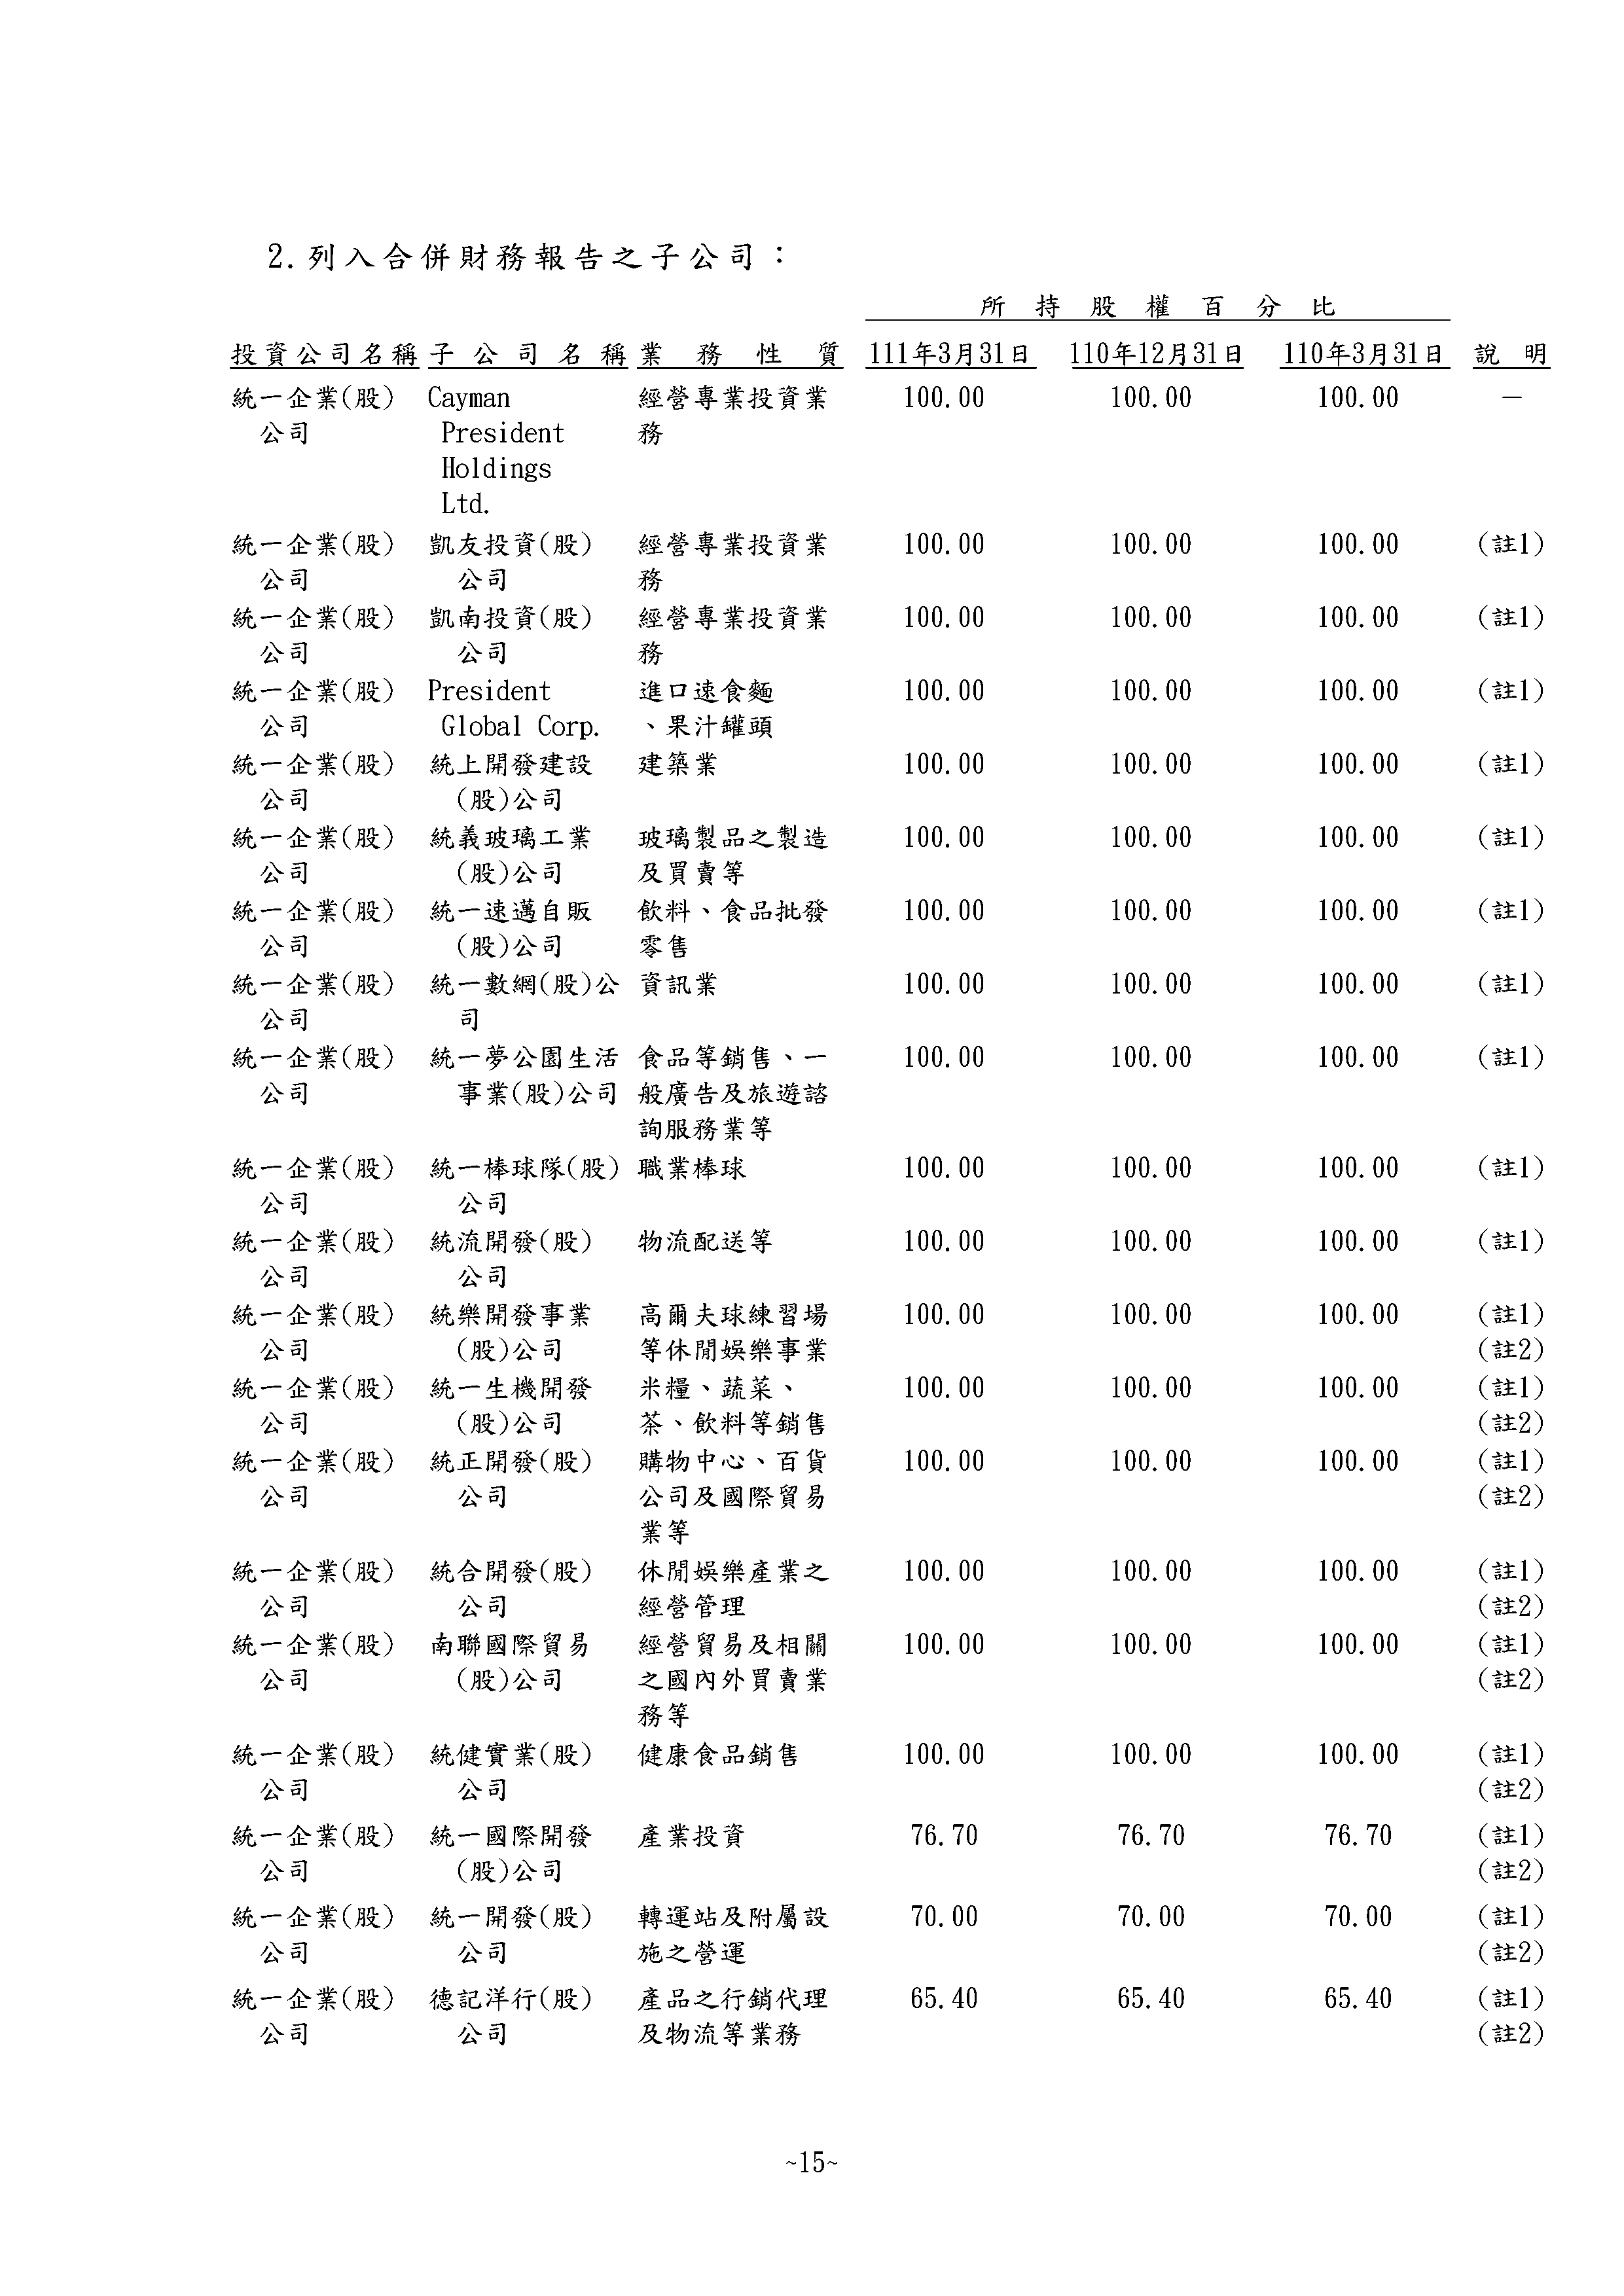 2. 列入合併財務報告之子公司：
所持股權百分比
投資公司名稱 子公司名稱 業務性質 111年3月31日 110年12月31日 110年3月31日 說明
統一企業(股) Cayman 經營專業投資業 100.00 100.00 100.00 －
公司 President 務
Holdings
Ltd.
統一企業(股) 凱友投資(股) 經營專業投資業 100.00 100.00 100.00 (註1)
公司 公司 務
統一企業(股) 凱南投資(股) 經營專業投資業 100.00 100.00 100.00 (註1)
公司 公司 務
統一企業(股) President 進口速食麵 100.00 100.00 100.00 (註1)
公司 Global Corp. 、果汁罐頭
統一企業(股) 統上開發建設 建築業 100.00 100.00 100.00 (註1)
公司 (股)公司
統一企業(股) 統義玻璃工業 玻璃製品之製造 100.00 100.00 100.00 (註1)
公司 (股)公司 及買賣等
統一企業(股) 統一速邁自販 飲料、食品批發 100.00 100.00 100.00 (註1)
公司 (股)公司 零售
統一企業(股) 統一數網(股)公 資訊業 100.00 100.00 100.00 (註1)
公司 司
統一企業(股) 統一夢公園生活 食品等銷售、一 100.00 100.00 100.00 (註1)
公司 事業(股)公司 般廣告及旅遊諮
詢服務業等
統一企業(股) 統一棒球隊(股) 職業棒球 100.00 100.00 100.00 (註1)
公司 公司
統一企業(股) 統流開發(股) 物流配送等 100.00 100.00 100.00 (註1)
公司 公司
統一企業(股) 統樂開發事業 高爾夫球練習場 100.00 100.00 100.00 (註1)
公司 (股)公司 等休閒娛樂事業 (註2)
統一企業(股) 統一生機開發 米糧、蔬菜、 100.00 100.00 100.00 (註1)
公司 (股)公司 茶、飲料等銷售 (註2)
統一企業(股) 統正開發(股) 購物中心、百貨 100.00 100.00 100.00 (註1)
公司 公司 公司及國際貿易 (註2)
業等
統一企業(股) 統合開發(股) 休閒娛樂產業之 100.00 100.00 100.00 (註1)
公司 公司 經營管理 (註2)
統一企業(股) 南聯國際貿易 經營貿易及相關 100.00 100.00 100.00 (註1)
公司 (股)公司 之國內外買賣業 (註2)
務等
統一企業(股) 統健實業(股) 健康食品銷售 100.00 100.00 100.00 (註1)
公司 公司 (註2)
統一企業(股) 統一國際開發 產業投資 76.70 76.70 76.70 (註1)
公司 (股)公司 (註2)
統一企業(股) 統一開發(股) 轉運站及附屬設 70.00 70.00 70.00 (註1)
公司 公司 施之營運 (註2)
統一企業(股) 德記洋行(股) 產品之行銷代理 65.40 65.40 65.40 (註1)
公司 公司 及物流等業務 (註2)
~15~